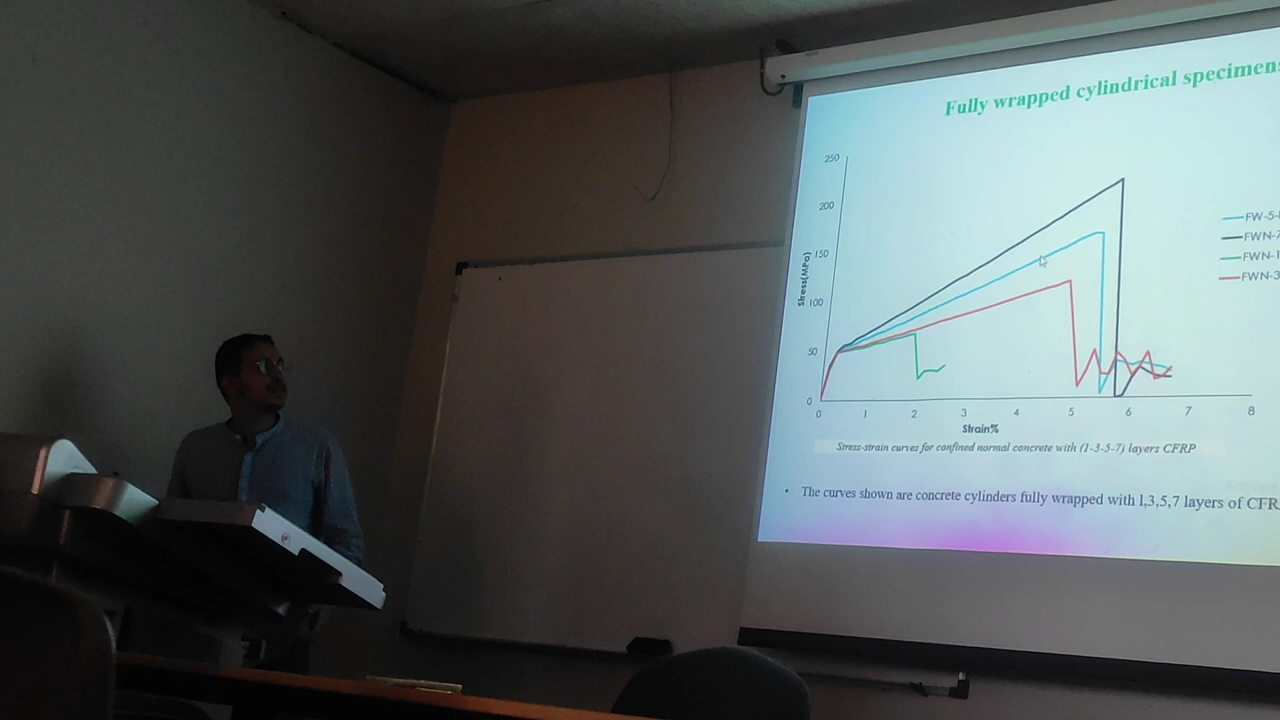 Fully wrapped cylindrical specimens
250
200
150
100
50
0
Stress(MPa)
0 1 2 3 4 5 6 7 8
Strain%
FW-5-
FWN-7
FWN-1
FWN-3
Stress-strain curves for confined normal concrete with (1-3-5-7) layers CFRP
• The curves shown are concrete cylinders fully wrapped with 1,3,5,7 layers of CFR